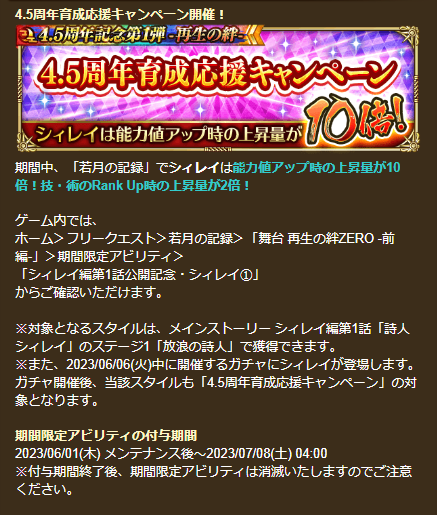 4.5周年育成応援キャンペーン開催！
4.5周年記念第1弾 -再生の絆-
4.5周年育成応援キャンペーン
シィレイは能力値アップ時の上昇量が10倍!
期間中、「若月の記録」でシィレイは能力値アップ時の上昇量が10
倍！技・術のRank Up時の上昇量が2倍！
ゲーム内では、
ホーム＞フリークエスト＞若月の記録＞「舞台 再生の絆ZERO -前
編-」＞期間限定アビリティ＞
「シィレイ編第1話公開記念・シィレイ①」
からご確認いただけます。
※対象となるスタイルは、メインストーリー シィレイ編第1話「詩人
シィレイ」のステージ1「放浪の詩人」で獲得できます。
※また、2023/06/06(火)中に開催するガチャにシィレイが登場します。
ガチャ開催後、当該スタイルも「4.5周年育成応援キャンペーン」の対
象となります。
期間限定アビリティの付与期間
2023/06/01(木) メンテナンス後～2023/07/08(土) 04:00
※付与期間終了後、期間限定アビリティは消滅いたしますのでご注意
ください。